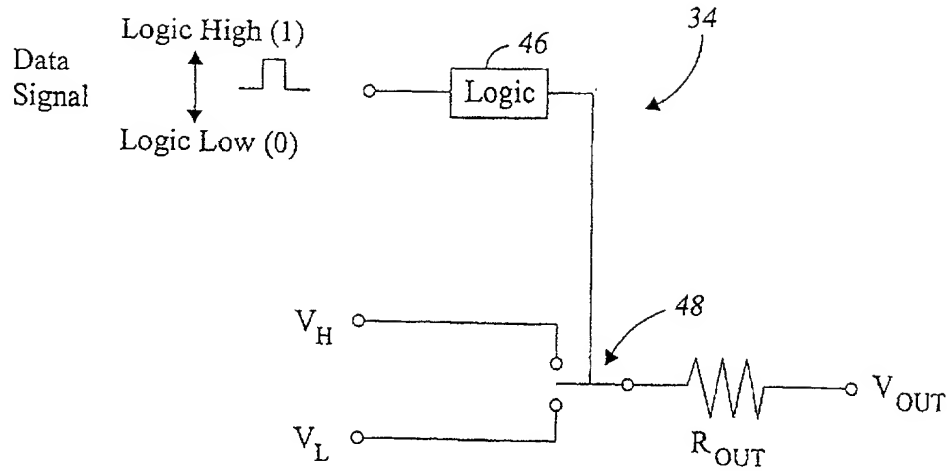 Data
Signal
Logic High (1)
Logic Low (0)
46
Logic
34
V_H
48
V_L
R_OUT
V_OUT